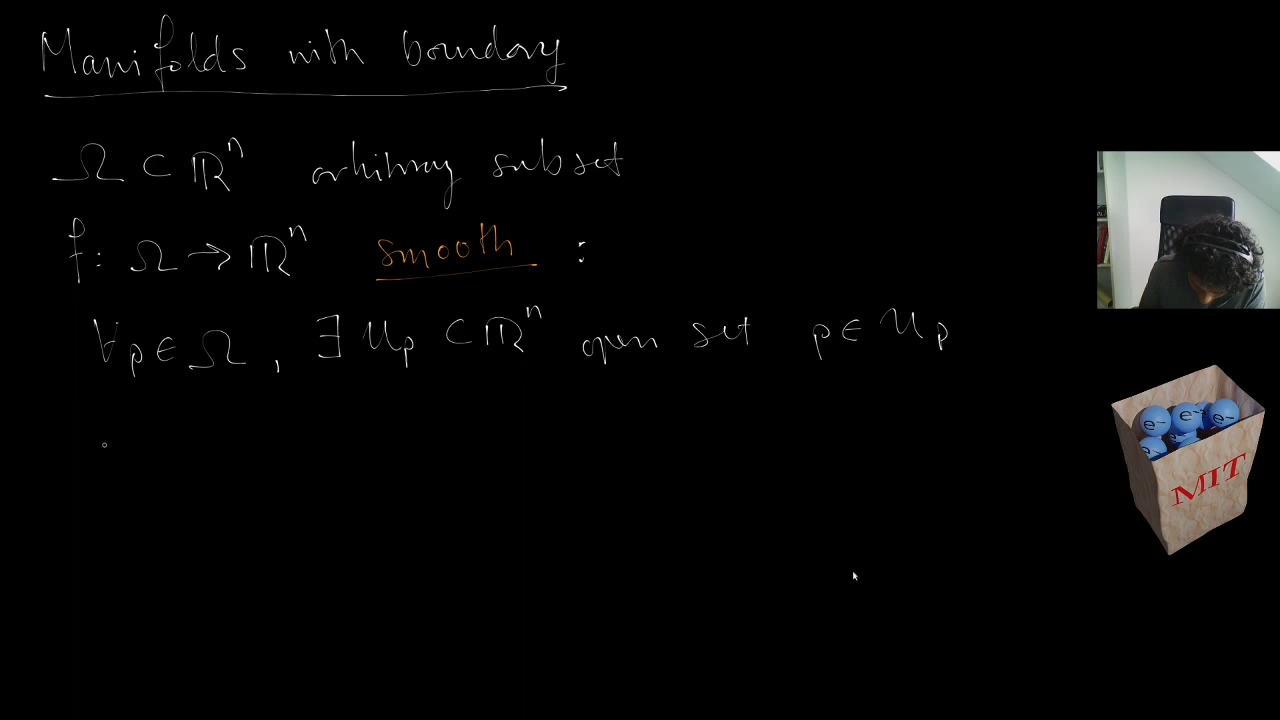 Manifolds with boundary
Ω ⊂ ℝⁿ arbitrary subset
f: Ω → ℝⁿ smooth :
∀p ∈ Ω, ∃ Uₚ ⊂ ℝⁿ open set p ∈ Uₚ
e⁻ e⁻ e⁻
e⁻ e⁻
MIT